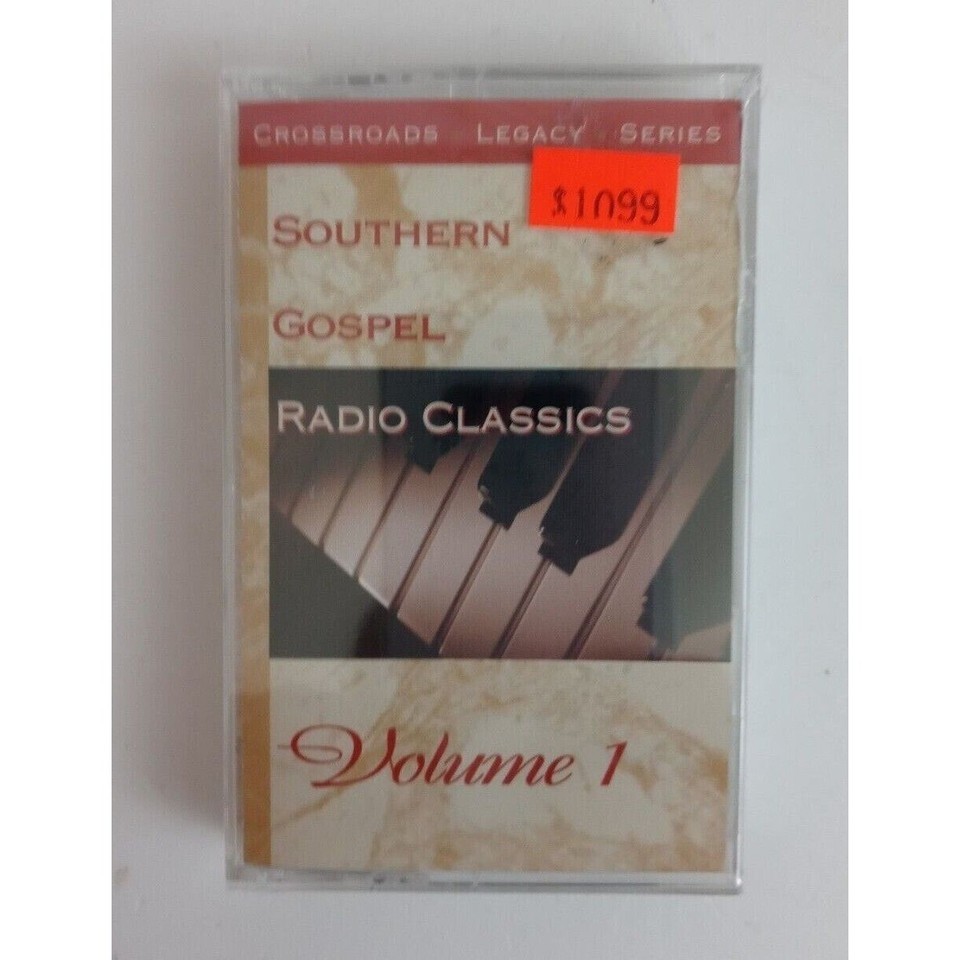 CROSSROADS · LEGACY · SERIES
$1099
SOUTHERN
GOSPEL
RADIO CLASSICS
Volume 1